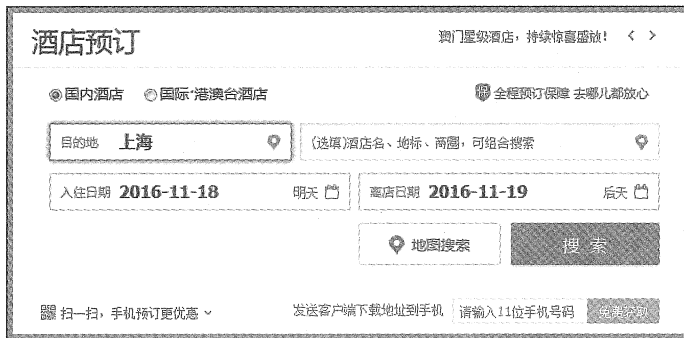 酒店预订 澳门星级酒店，持续惊喜盛放！ < >
国内酒店 国际·港澳台酒店 保 全程预订保障 去哪儿都放心
目的地 上海 (选填)酒店名、地标、商圈，可组合搜索
入住日期 2016-11-18 明天 离店日期 2016-11-19 后天
地图搜索 搜索
扫一扫，手机预订更优惠 发送客户端下载地址到手机 请输入11位手机号码